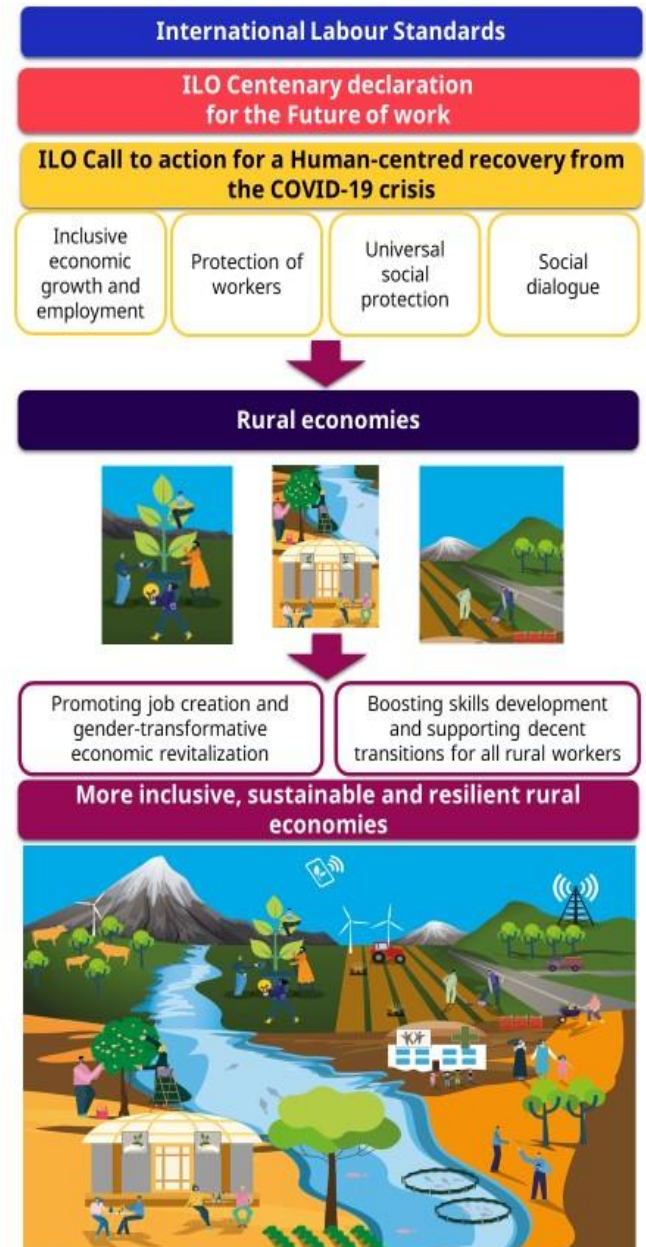 International Labour Standards
ILO Centenary declaration
for the Future of work
ILO Call to action for a Human-centred recovery from
the COVID-19 crisis
Inclusive
economic
growth and
employment
Protection of
workers
Universal
social
protection
Social
dialogue
Rural economies
Promoting job creation and
gender-transformative
economic revitalization
Boosting skills development
and supporting decent
transitions for all rural workers
More inclusive, sustainable and resilient rural
economies